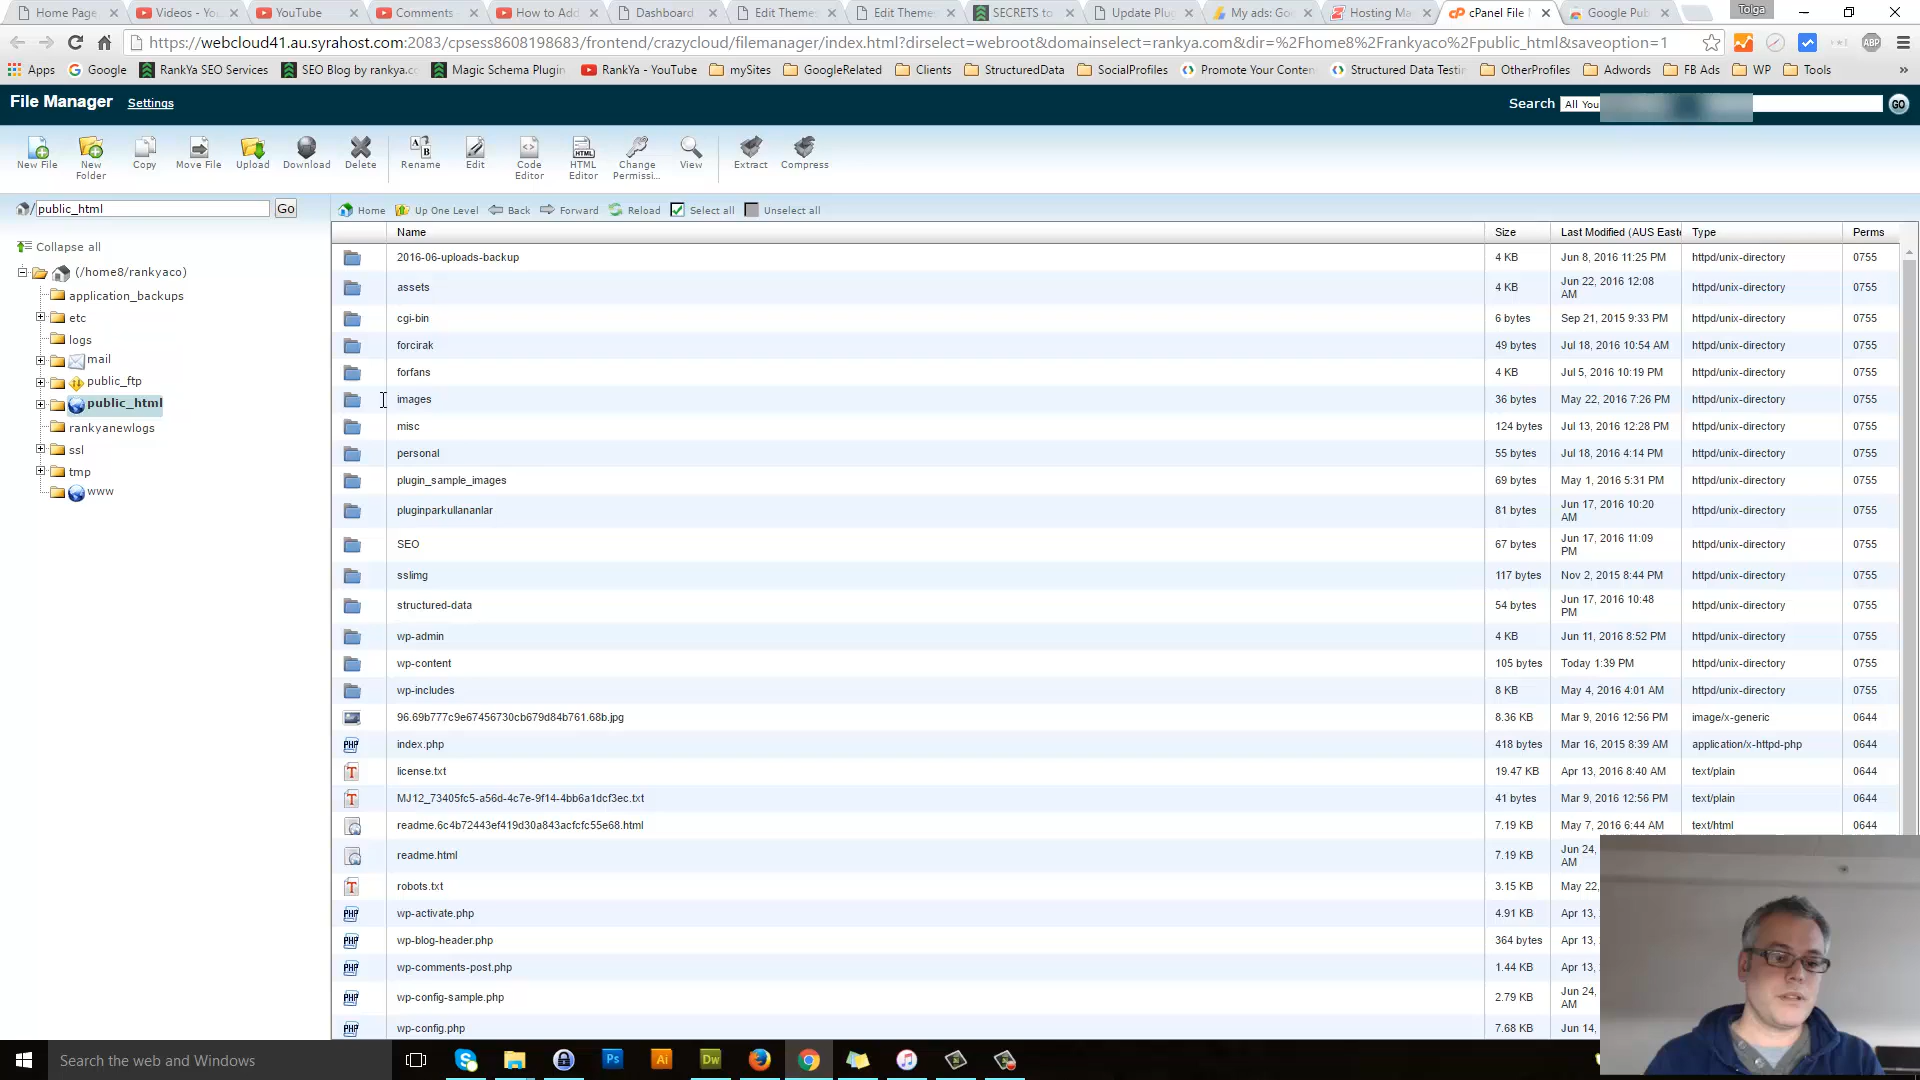 Home Page
Videos - You
YouTube
Comments -
How to Add
Dashboard
Edit Themes
Edit Themes
SECRETS to
Update Plug
My ads: Go
Hosting Ma
cPanel File
Google Pub
Tolga
https://webcloud41.au.syrahost.com:2083/cpsess8608198683/frontend/crazycloud/filemanager/index.html?dirselect=webroot&domainselect=rankya.com&dir=%2Fhome8%2Frankyaco%2Fpublic_html&saveoption=1
ABP
Apps
Google
RankYa SEO Services
SEO Blog by rankya.co
Magic Schema Plugin
RankYa - YouTube
mySites
GoogleRelated
Clients
StructuredData
SocialProfiles
Promote Your Conten
Structured Data Testin
OtherProfiles
Adwords
FB Ads
WP
Tools
»
File Manager Settings
Search All You
GO
New File
New Folder
Copy
Move File
Upload
Download
Delete
Rename
Edit
Code Editor
HTML Editor
Change Permissi...
View
Extract
Compress
/ public_html Go
Home Up One Level Back Forward Reload Select all Unselect all
Collapse all
(/home8/rankyaco)
application_backups
etc
logs
mail
public_ftp
public_html
rankyanewlogs
ssl
tmp
www
Name Size Last Modified (AUS Easte Type Perms
2016-06-uploads-backup 4 KB Jun 8, 2016 11:25 PM httpd/unix-directory 0755
assets 4 KB Jun 22, 2016 12:08 AM httpd/unix-directory 0755
cgi-bin 6 bytes Sep 21, 2015 9:33 PM httpd/unix-directory 0755
forcirak 49 bytes Jul 18, 2016 10:54 AM httpd/unix-directory 0755
forfans 4 KB Jul 5, 2016 10:19 PM httpd/unix-directory 0755
images 36 bytes May 22, 2016 7:26 PM httpd/unix-directory 0755
misc 124 bytes Jul 13, 2016 12:28 PM httpd/unix-directory 0755
personal 55 bytes Jul 18, 2016 4:14 PM httpd/unix-directory 0755
plugin_sample_images 69 bytes May 1, 2016 5:31 PM httpd/unix-directory 0755
pluginparkullananlar 81 bytes Jun 17, 2016 10:20 AM httpd/unix-directory 0755
SEO 67 bytes Jun 17, 2016 11:09 PM httpd/unix-directory 0755
sslimg 117 bytes Nov 2, 2015 8:44 PM httpd/unix-directory 0755
structured-data 54 bytes Jun 17, 2016 10:48 PM httpd/unix-directory 0755
wp-admin 4 KB Jun 11, 2016 8:52 PM httpd/unix-directory 0755
wp-content 105 bytes Today 1:39 PM httpd/unix-directory 0755
wp-includes 8 KB May 4, 2016 4:01 AM httpd/unix-directory 0755
96.69b777c9e67456730cb679d84b761.68b.jpg 8.36 KB Mar 9, 2016 12:56 PM image/x-generic 0644
PHP index.php 418 bytes Mar 16, 2015 8:39 AM application/x-httpd-php 0644
T license.txt 19.47 KB Apr 13, 2016 8:40 AM text/plain 0644
T MJ12_73405fc5-a56d-4c7e-9f14-4bb6a1dcf3ec.txt 41 bytes Mar 9, 2016 12:56 PM text/plain 0644
readme.6c4b72443ef419d30a843acfcfc55e68.html 7.19 KB May 7, 2016 6:44 AM text/html 0644
readme.html 7.19 KB Jun 24, AM
T robots.txt 3.15 KB May 22,
PHP wp-activate.php 4.91 KB Apr 13,
PHP wp-blog-header.php 364 bytes Apr 13,
PHP wp-comments-post.php 1.44 KB Apr 13,
PHP wp-config-sample.php 2.79 KB Jun 24, AM
PHP wp-config.php 7.68 KB Jun 14,
Search the web and Windows
Ps
Ai
Dw